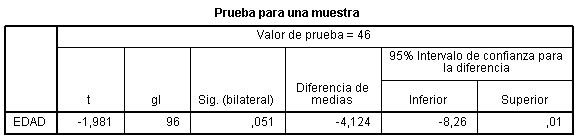 Prueba para una muestra
Valor de prueba = 46
95% Intervalo de confianza para
la diferencia
Diferencia de
medias
t gl Sig. (bilateral) Inferior Superior
EDAD -1,981 96 ,051 -4,124 -8,26 ,01